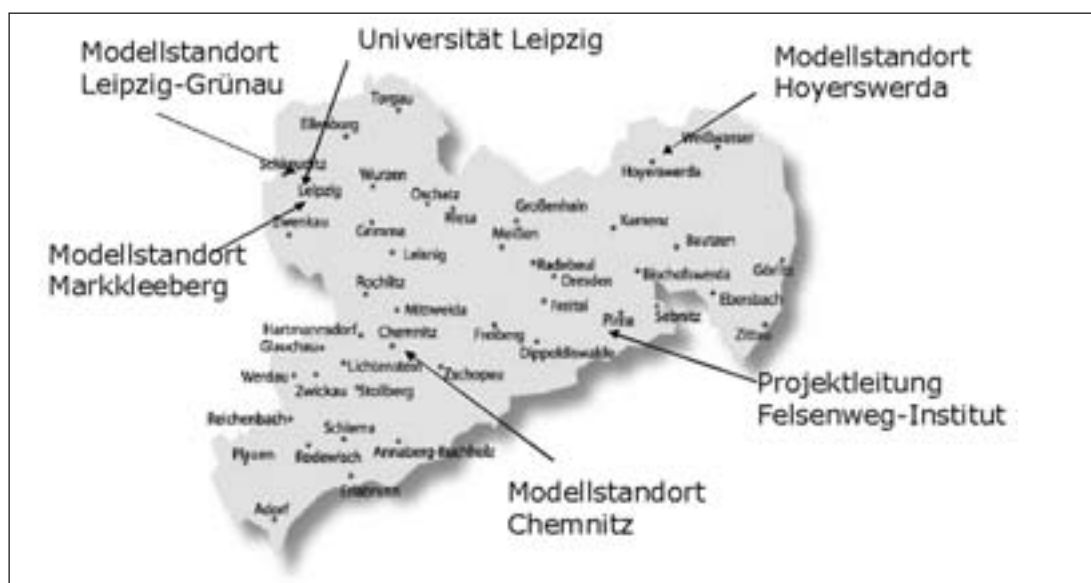 Modellstandort
Leipzig-Grünau
Universität Leipzig
Modellstandort
Hoyerswerda
Torgau
Eilenburg
Weißwasser
Schkeuditz
Hoyerswerda
Wurzen
Leipzig
Oschatz
Riesa
Großenhain
Zwenkau
Grimma
Kamenz
Meißen
Bautzen
Modellstandort
Markkleeberg
Leisnig
Radebeul
Dresden
Bischofswerda
Görlitz
Rochlitz
Mittweida
Freital
Pirna
Sebnitz
Ebersbach
Hartmannsdorf
Chemnitz
Freiberg
Zittau
Glauchau
Dippoldiswalde
Lichtenstein
Zschopau
Werdau
Zwickau
Stollberg
Projektleitung
Felsenweg-Institut
Reichenbach
Schlema
Plauen
Rodewisch
Annaberg-Buchholz
Erlabrunn
Modellstandort
Chemnitz
Adorf